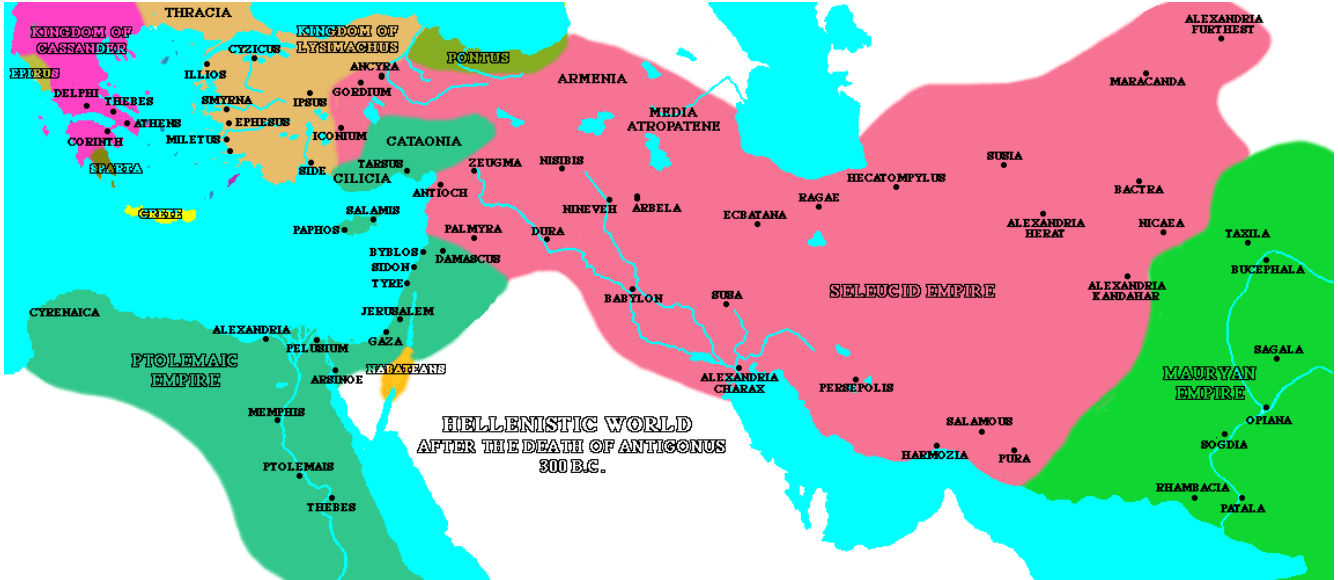 THRACIA
KINGDOM OF
CASSANDER
KINGDOM OF
LYSIMACHUS
ALEXANDRIA
FURTHEST
CYZICUS
PONTUS
EPIRUS
ILLIOS
ANCYRA
GORDIUM
ARMENIA
MARACANDA
DELPHI
THEBES
SMYRNA
IPSUS
MEDIA
ATROPATENE
ATHENS
EPHESUS
ICONIUM
CORINTH
MILETUS
CATAONIA
SPARTA
SIDE
TARSUS
ZEUGMA
NISIBIS
SUSIA
CILICIA
HECATOMPYLUS
ANTIOCH
BACTRA
NINEVEH
ARBELA
RAGAE
CRETE
SALAMIS
ECBATANA
ALEXANDRIA
HERAT
NICAEA
PAPHOS
PALMYRA
DURA
TAXILA
BYBLOS
DAMASCUS
SIDON
BUCEPHALA
TYRE
BABYLON
SUSA
SELEUCID EMPIRE
ALEXANDRIA
KANDAHAR
CYRENAICA
JERUSALEM
ALEXANDRIA
PELUSIUM
GAZA
SAGALA
PTOLEMAIC
EMPIRE
ARSINOE
NABATEANS
ALEXANDRIA
CHARAX
PERSEPOLIS
MAURYAN
EMPIRE
MEMPHIS
HELLENISTIC WORLD
AFTER THE DEATH OF ANTIGONUS
300 B.C.
SALAMOUS
OPIANA
SOGDIA
HARMOZIA
PURA
PTOLEMAIS
THEBES
RHAMBACIA
PATALA